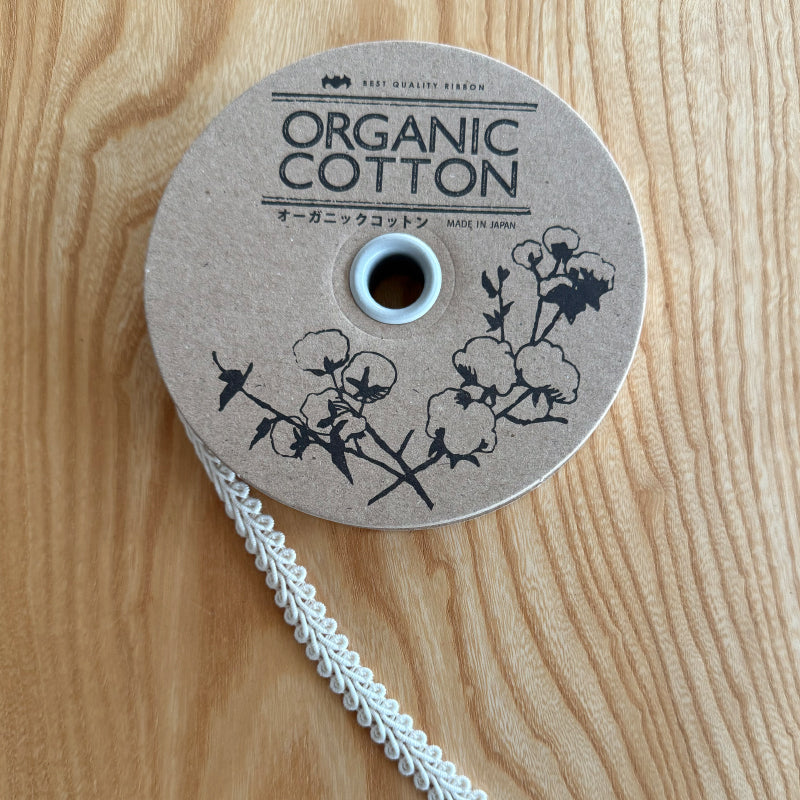 BEST QUALITY RIBBON
ORGANIC
COTTON
オーガニックコットン MADE IN JAPAN